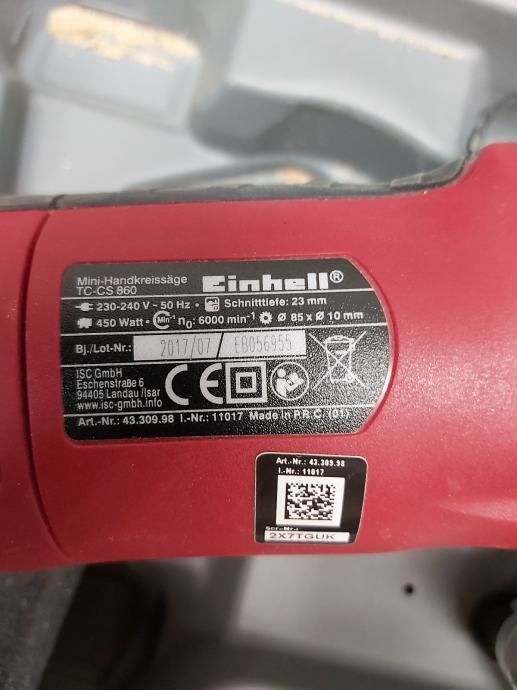 Mini-Handkreissäge
TC-CS 860
Einhell®
230-240 V ~ 50 Hz • Schnitttiefe: 23 mm
450 Watt • Min⁻¹ n0: 6000 min⁻¹ Ø 85 x Ø 10 mm
Bj./Lot-Nr.: 2017/07 / EB056955
ISC GmbH
Eschenstraße 6
94405 Landau /Isar
www.isc-gmbh.info
CE
Art.-Nr.: 43.309.98 I.-Nr.: 11017 Made in P.R.C. (01)
Art.-Nr.: 43.309.98
I.-Nr.: 11017
Ser.-Nr.:
2X7TGUK